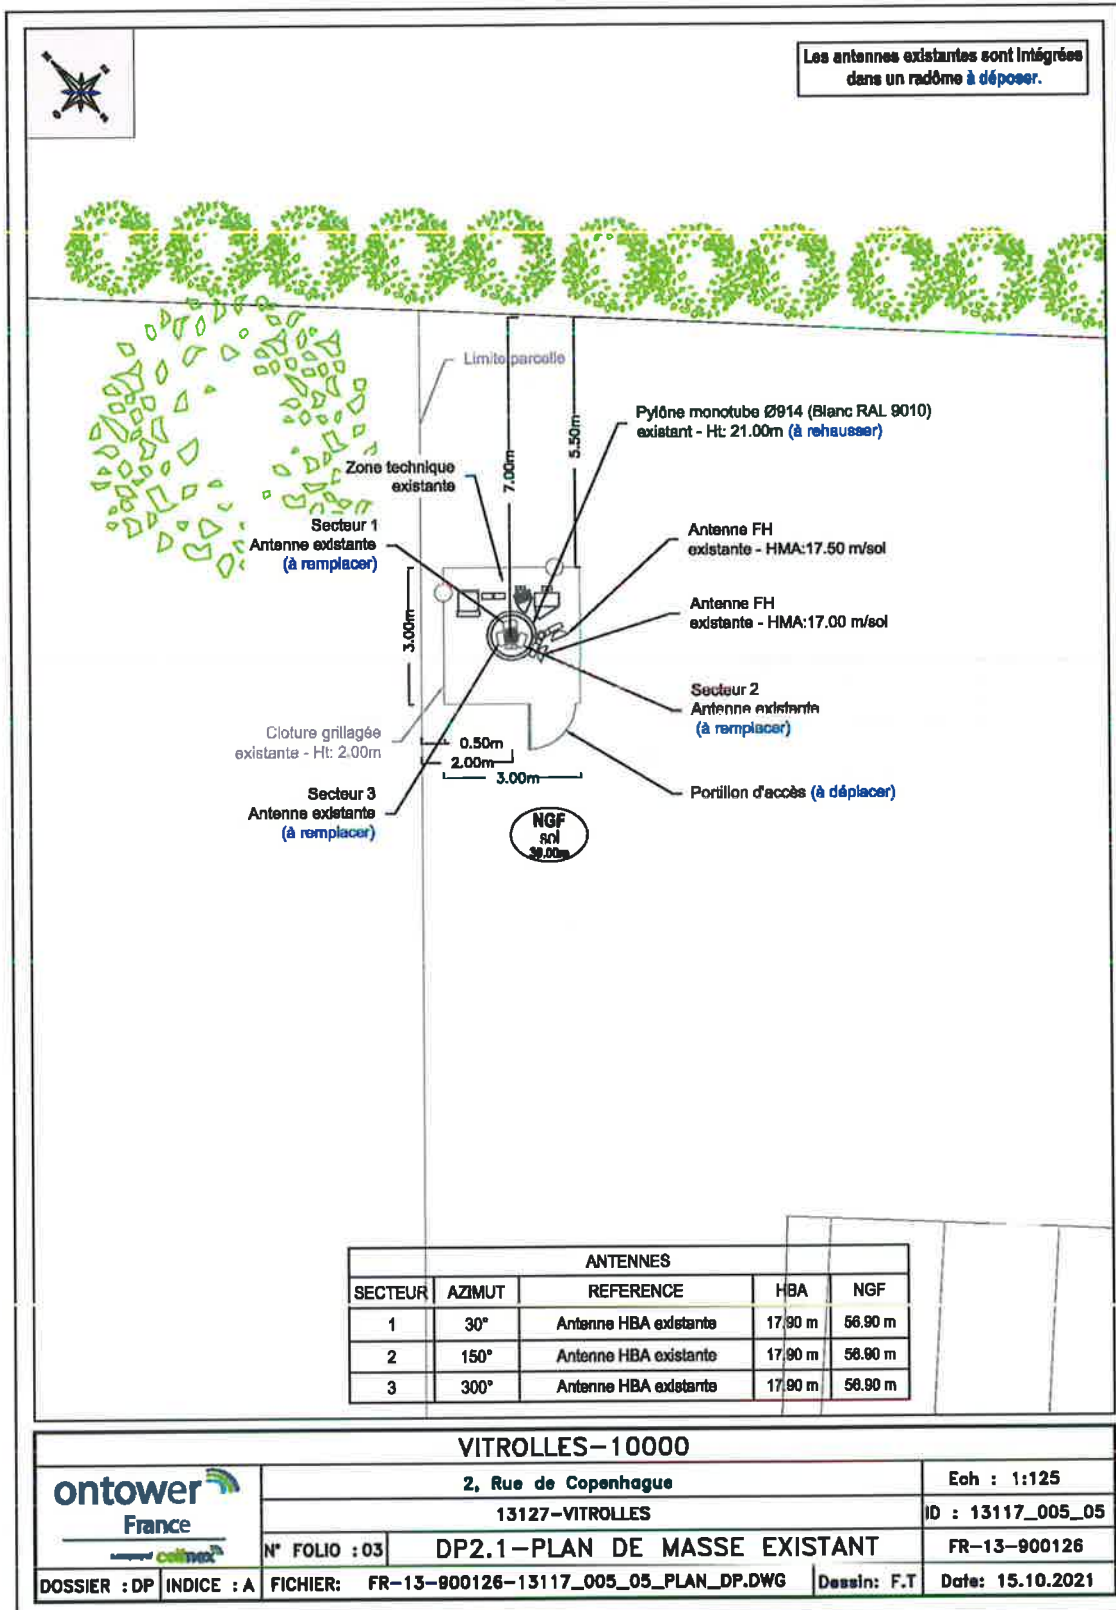 Les antennes existantes sont intégrées
dans un radôme à déposer.
Limite parcelle
Pylône monotube Ø914 (Blanc RAL 9010)
existant - Ht: 21.00m (à rehausser)
5.50m
7.00m
Zone technique
existante
Secteur 1
Antenne existante
(à remplacer)
Antenne FH
existante - HMA:17.50 m/sol
Antenne FH
existante - HMA:17.00 m/sol
3.00m
Secteur 2
Antenne existante
(à remplacer)
Cloture grillagée
existante - Ht: 2.00m
0.50m
2.00m
3.00m
Secteur 3
Antenne existante
(à remplacer)
Portillon d'accès (à déplacer)
NGF
sol
ANTENNES
SECTEUR AZIMUT REFERENCE HBA NGF
1 30° Antenne HBA existante 17.90 m 56.90 m
2 150° Antenne HBA existante 17.90 m 56.90 m
3 300° Antenne HBA existante 17.90 m 56.90 m
VITROLLES-10000
ontower
France
cellnex
2, Rue de Copenhague
Ech : 1:125
13127-VITROLLES
ID : 13117_005_05
N° FOLIO :03
DP2.1-PLAN DE MASSE EXISTANT
FR-13-900126
DOSSIER : DP
INDICE : A
FICHIER: FR-13-900126-13117_005_05_PLAN_DP.DWG
Dessin: F.T
Date: 15.10.2021